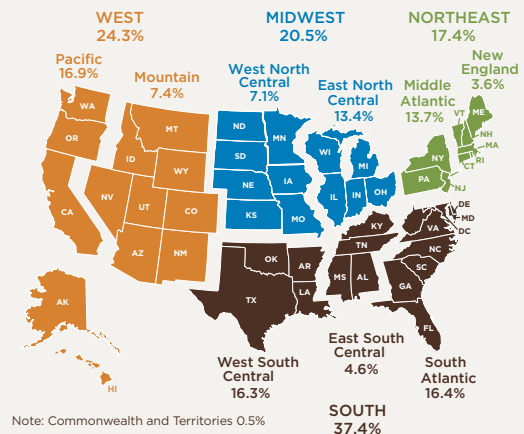 WEST
24.3%
MIDWEST
20.5%
NORTHEAST
17.4%
Pacific
16.9%
Mountain
7.4%
West North
Central
7.1%
East North
Central
13.4%
Middle
Atlantic
13.7%
New
England
3.6%
WA
OR
CA
NV
ID
MT
WY
UT
CO
AZ
NM
AK
HI
ND
SD
NE
KS
MN
IA
MO
WI
MI
IL
IN
OH
VT
ME
NH
MA
RI
CT
NY
PA
NJ
DE
MD
DC
VA
NC
SC
GA
FL
KY
TN
MS
AL
OK
AR
LA
TX
West South
Central
16.3%
East South
Central
4.6%
South
Atlantic
16.4%
SOUTH
37.4%
Note: Commonwealth and Territories 0.5%